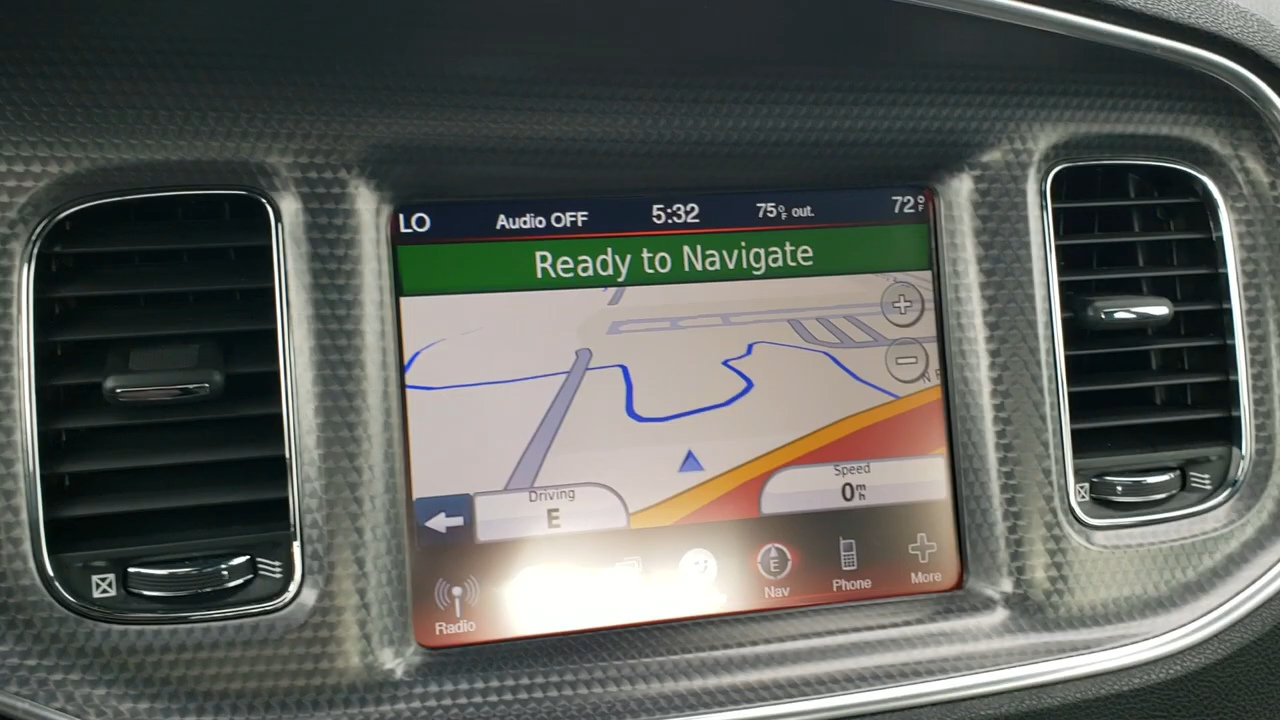 LO Audio OFF 5:32 75°F out. 72°F
Ready to Navigate
+
−
N
Driving
E
Speed
0 mh
E
Radio Nav Phone More